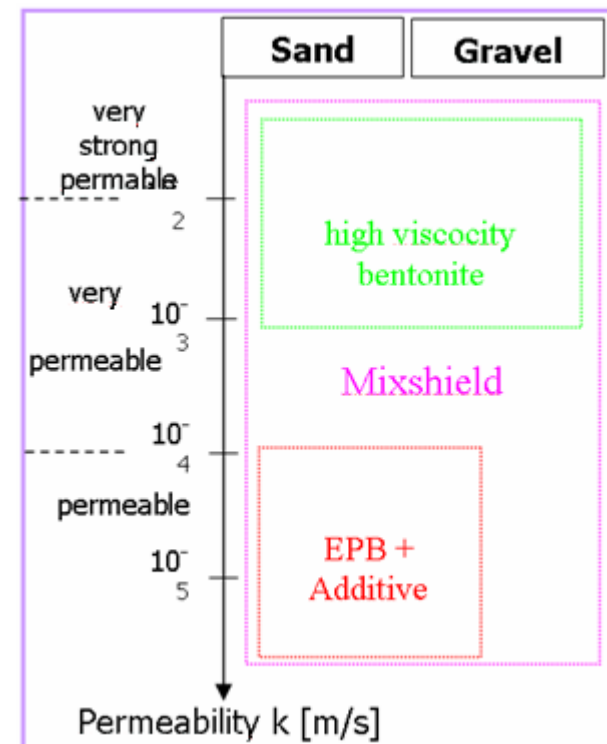 Sand Gravel
very
strong
permable
2
high viscocity
bentonite
very
10⁻
3
permeable
Mixshield
10⁻
4
permeable
EPB +
Additive
10⁻
5
Permeability k [m/s]